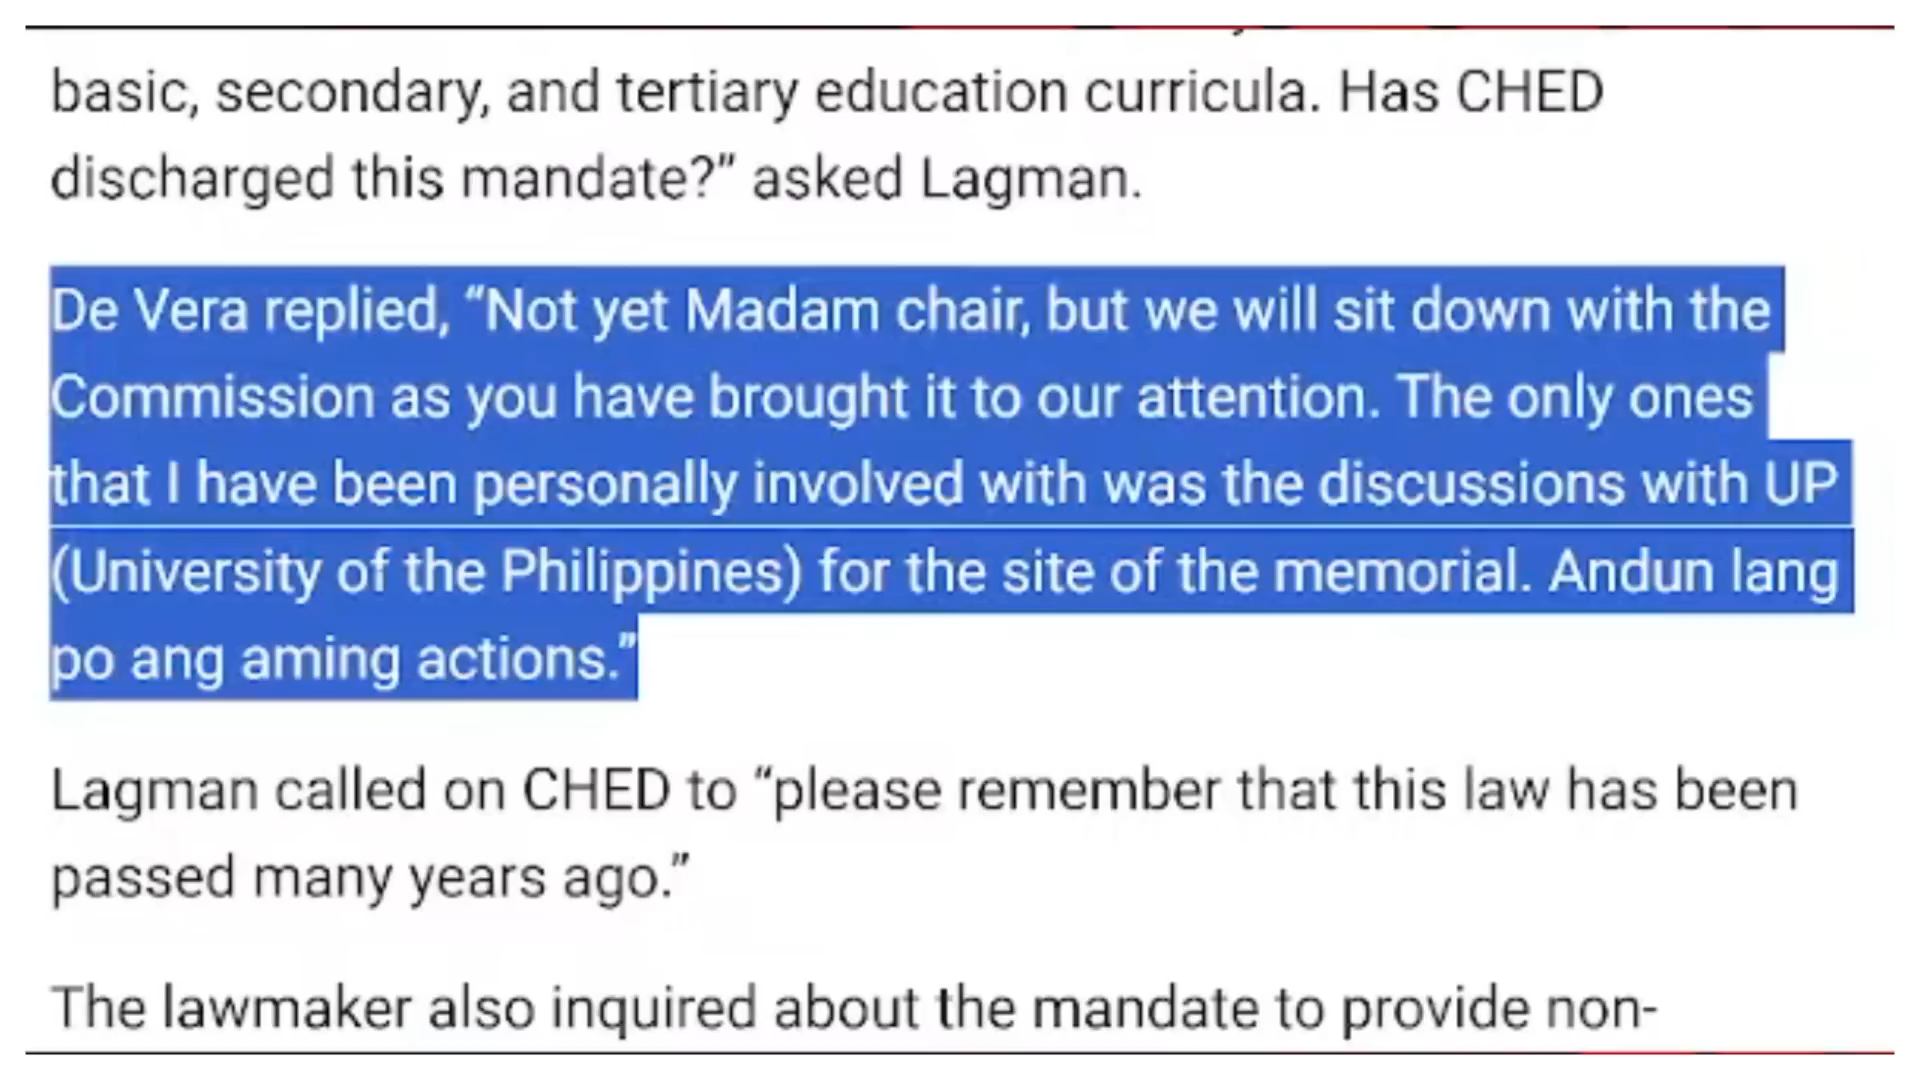 basic, secondary, and tertiary education curricula. Has CHED
discharged this mandate?” asked Lagman.
De Vera replied, “Not yet Madam chair, but we will sit down with the
Commission as you have brought it to our attention. The only ones
that I have been personally involved with was the discussions with UP
(University of the Philippines) for the site of the memorial. Andun lang
po ang aming actions.”
Lagman called on CHED to “please remember that this law has been
passed many years ago.”
The lawmaker also inquired about the mandate to provide non-